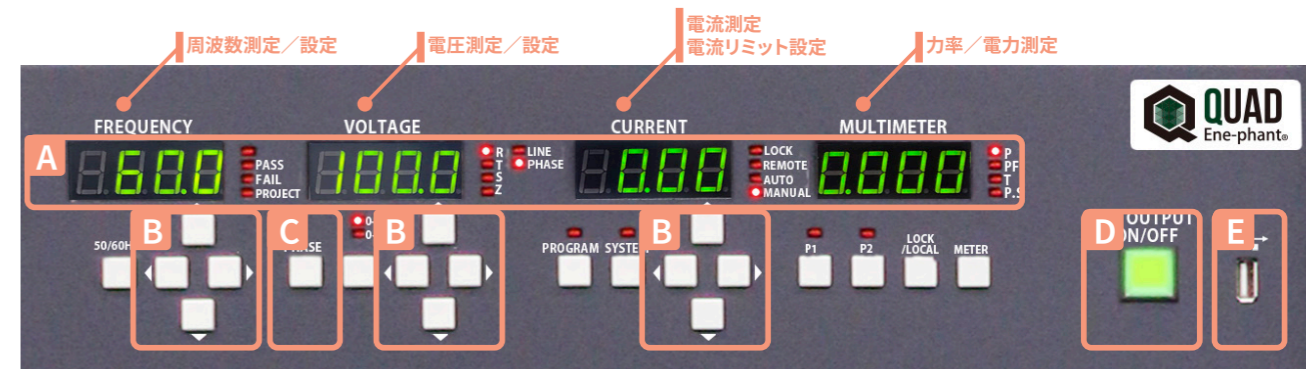 周波数測定／設定
電圧測定／設定
電流測定
電流リミット設定
力率／電力測定
QUAD
Ene-phant®
FREQUENCY
VOLTAGE
CURRENT
MULTIMETER
A
60.0
PASS
FAIL
PROJECT
100.0
R
T
S
Z
LINE
PHASE
0.00
LOCK
REMOTE
AUTO
MANUAL
0.000
P
PF
T
P.S
50/60H
B
C
B
PROGRAM
SYSTEM
B
P1
P2
LOCK
/LOCAL
METER
D
OUTPUT
ON/OFF
E